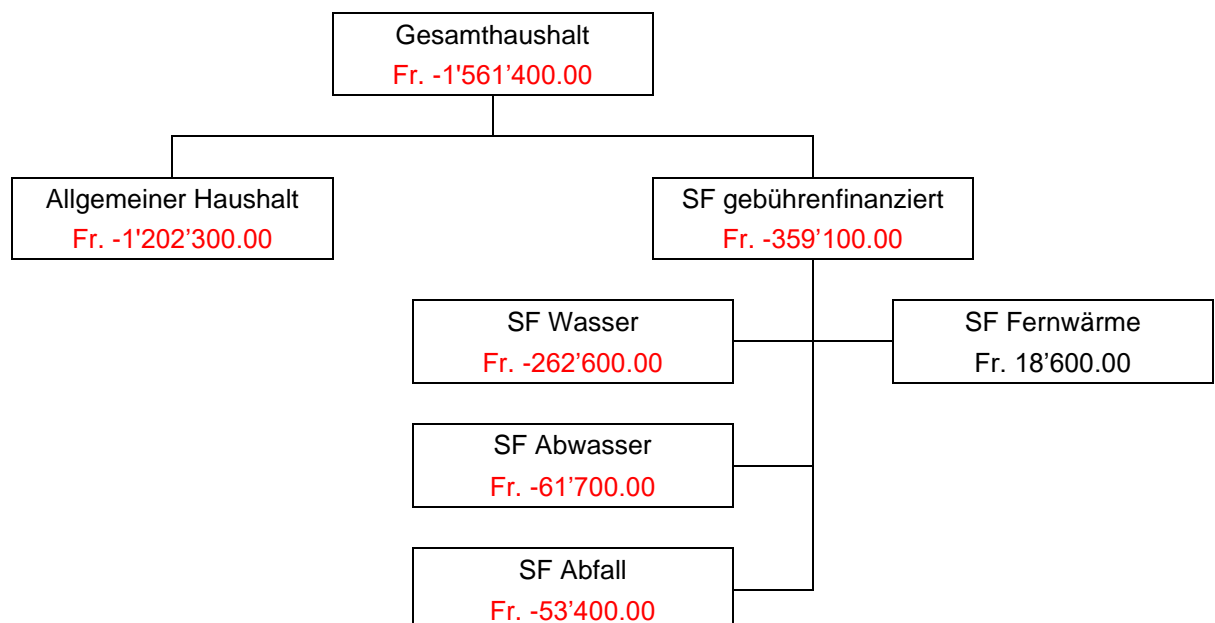 Gesamthaushalt
Fr. -1'561’400.00
Allgemeiner Haushalt
Fr. -1'202’300.00
SF gebührenfinanziert
Fr. -359’100.00
SF Wasser
Fr. -262’600.00
SF Fernwärme
Fr. 18’600.00
SF Abwasser
Fr. -61’700.00
SF Abfall
Fr. -53’400.00